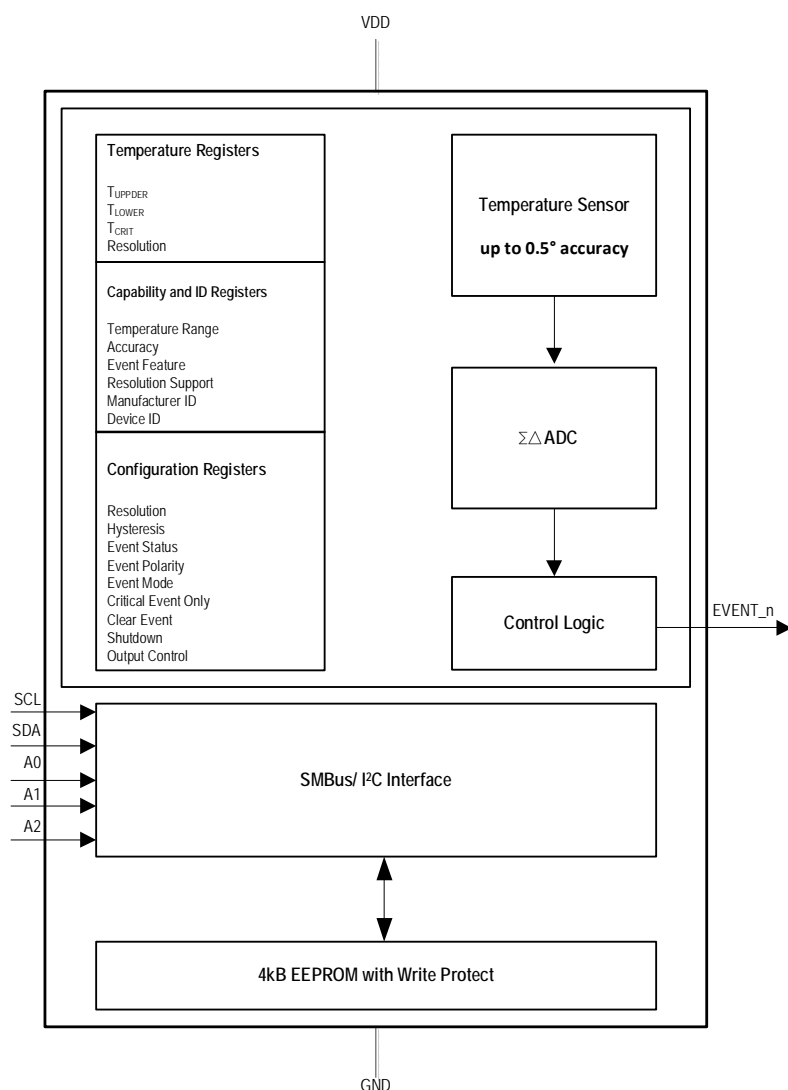 VDD
Temperature Registers
TUPPDER
TLOWER
TCRIT
Resolution
Capability and ID Registers
Temperature Range
Accuracy
Event Feature
Resolution Support
Manufacturer ID
Device ID
Configuration Registers
Resolution
Hysteresis
Event Status
Event Polarity
Event Mode
Critical Event Only
Clear Event
Shutdown
Output Control
Temperature Sensor
up to 0.5° accuracy
Σ△ ADC
Control Logic
EVENT_n
SCL
SDA
A0
A1
A2
SMBus/ I²C Interface
4kB EEPROM with Write Protect
GND